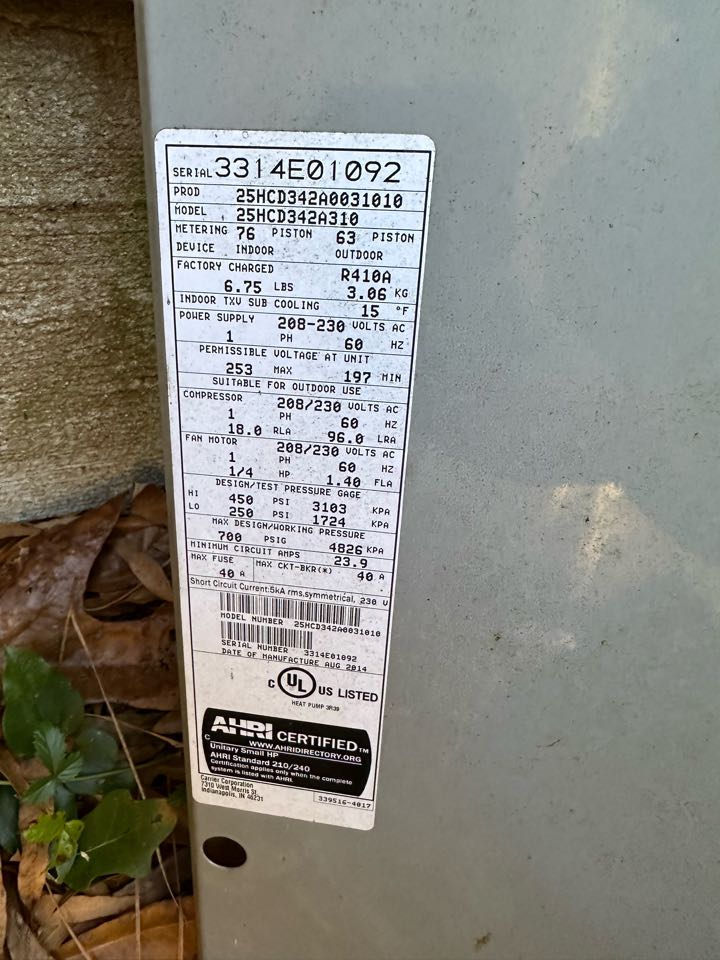 SERIAL 3314E01092
PROD 25HCD342A0031010
MODEL 25HCD342A310
METERING 76 PISTON 63 PISTON
DEVICE INDOOR OUTDOOR
FACTORY CHARGED R410A
6.75 LBS 3.06 KG
INDOOR TXV SUB COOLING 15 °F
POWER SUPPLY 208-230 VOLTS AC
1 PH 60 HZ
PERMISSIBLE VOLTAGE AT UNIT
253 MAX 197 MIN
SUITABLE FOR OUTDOOR USE
COMPRESSOR 208/230 VOLTS AC
1 PH 60 HZ
18.0 RLA 96.0 LRA
FAN MOTOR 208/230 VOLTS AC
1 PH 60 HZ
1/4 HP 1.40 FLA
DESIGN/TEST PRESSURE GAGE
HI 450 PSI 3103 KPA
LO 250 PSI 1724 KPA
MAX DESIGN/WORKING PRESSURE
700 PSIG 4826 KPA
MINIMUM CIRCUIT AMPS 23.9
MAX FUSE MAX CKT-BKR(*)
40 A 40 A
Short Circuit Current:5kA rms.symmetrical, 230 V
MODEL NUMBER 25HCD342A0031010
SERIAL NUMBER 3314E01092
DATE OF MANUFACTURE AUG 2014
C UL US LISTED
HEAT PUMP 3R39
AHRI CERTIFIED™
C WWW.AHRIDIRECTORY.ORG
Unitary Small HP
AHRI Standard 210/240
Certification applies only when the complete
system is listed with AHRI.
Carrier Corporation
7310 West Morris St.
Indianapolis, IN 46231
339516-4017